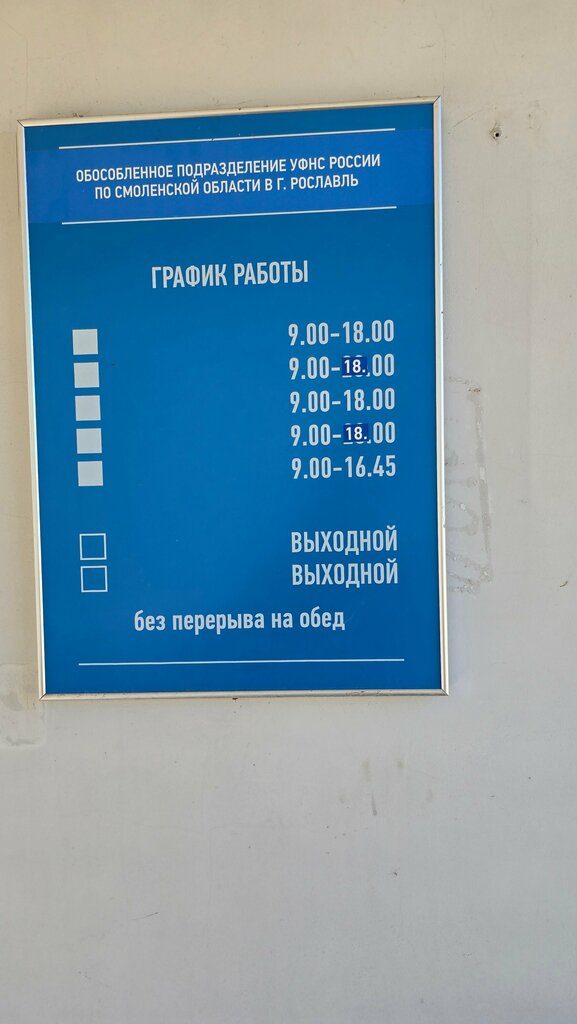 ОБОСОБЛЕННОЕ ПОДРАЗДЕЛЕНИЕ УФНС РОССИИ
ПО СМОЛЕНСКОЙ ОБЛАСТИ В Г. РОСЛАВЛЬ
ГРАФИК РАБОТЫ
9.00-18.00
9.00-18.00
9.00-18.00
9.00-18.00
9.00-16.45
ВЫХОДНОЙ
ВЫХОДНОЙ
без перерыва на обед